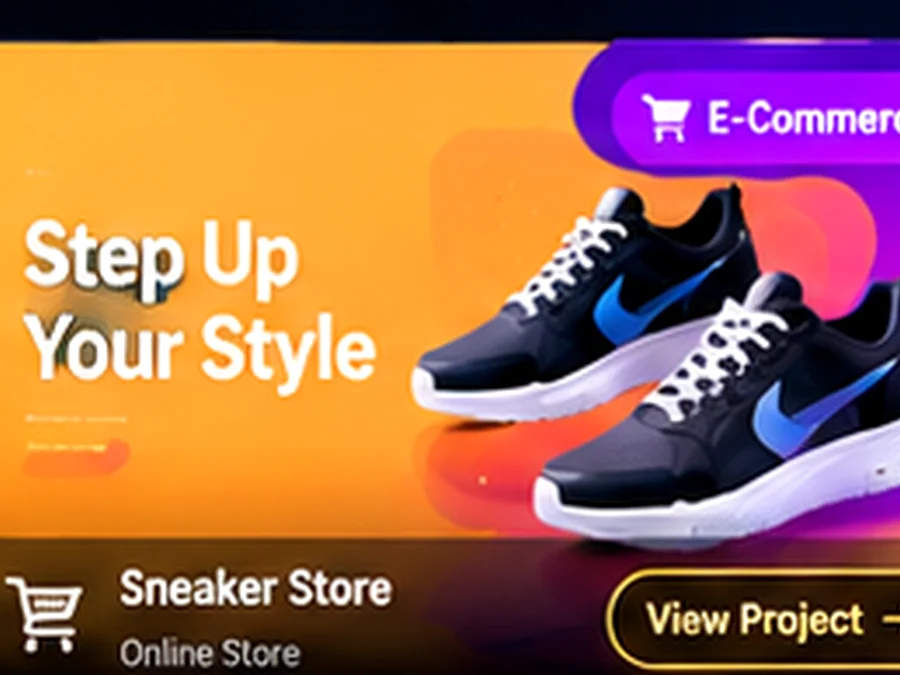 E-Commerc
Step Up
Your Style
Sneaker Store
Online Store
View Project